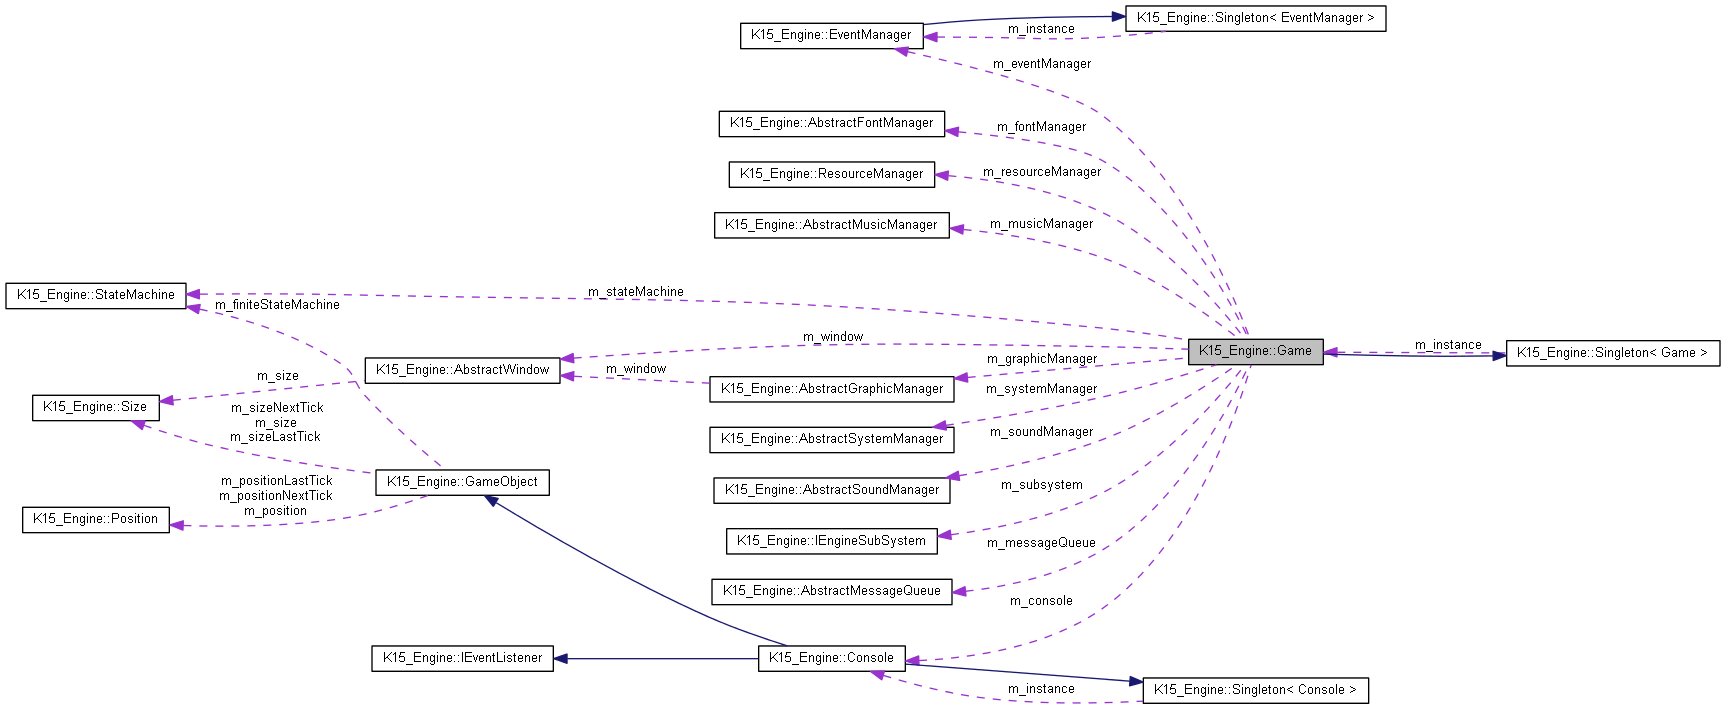 K15_Engine::Singleton< EventManager >
K15_Engine::EventManager
m_instance
m_eventManager
K15_Engine::AbstractFontManager
m_fontManager
K15_Engine::ResourceManager
m_resourceManager
K15_Engine::AbstractMusicManager
m_musicManager
K15_Engine::StateMachine
m_stateMachine
m_finiteStateMachine
m_window
K15_Engine::Game
m_instance
K15_Engine::Singleton< Game >
m_graphicManager
K15_Engine::AbstractWindow
m_window
K15_Engine::AbstractGraphicManager
m_size
m_systemManager
K15_Engine::Size
m_sizeNextTick
m_size
m_sizeLastTick
K15_Engine::AbstractSystemManager
m_soundManager
K15_Engine::GameObject
m_positionLastTick
m_positionNextTick
m_position
K15_Engine::AbstractSoundManager
m_subsystem
K15_Engine::Position
K15_Engine::IEngineSubSystem
m_messageQueue
K15_Engine::AbstractMessageQueue
m_console
K15_Engine::IEventListener
K15_Engine::Console
m_instance
K15_Engine::Singleton< Console >